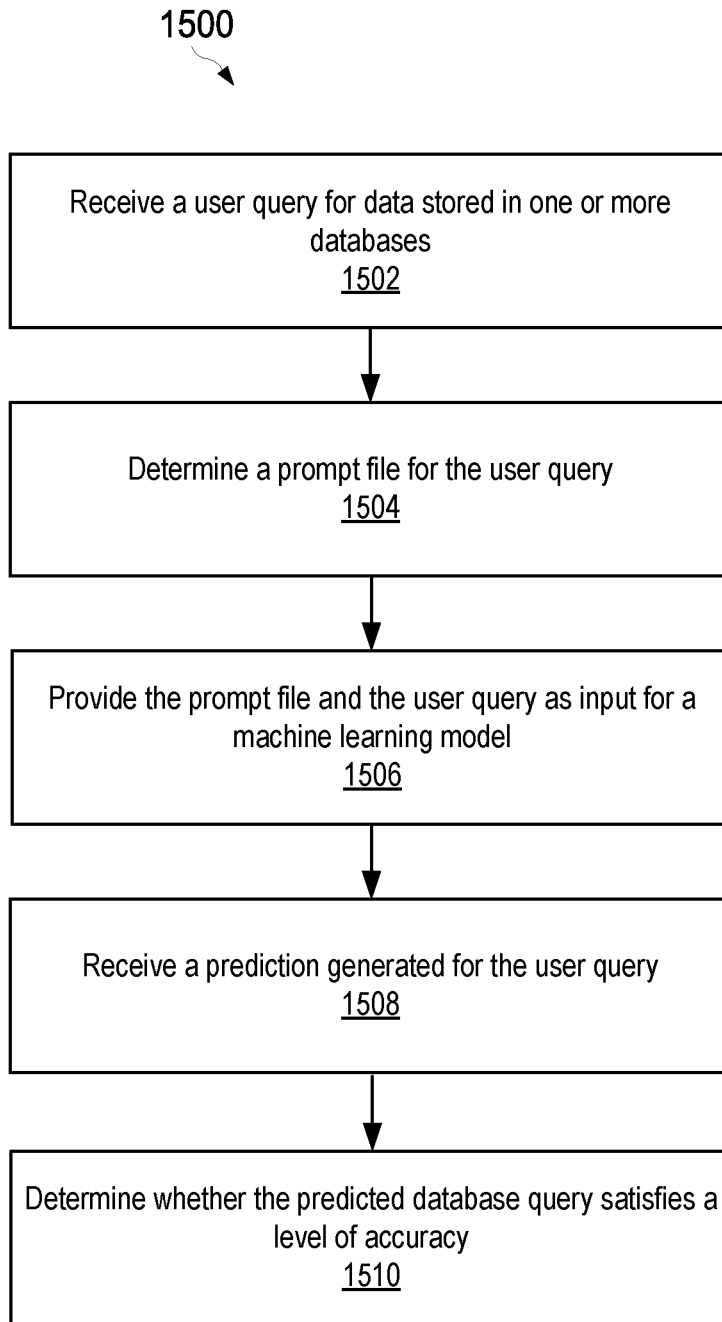 1500
Receive a user query for data stored in one or more
databases
1502
Determine a prompt file for the user query
1504
Provide the prompt file and the user query as input for a
machine learning model
1506
Receive a prediction generated for the user query
1508
Determine whether the predicted database query satisfies a
level of accuracy
1510